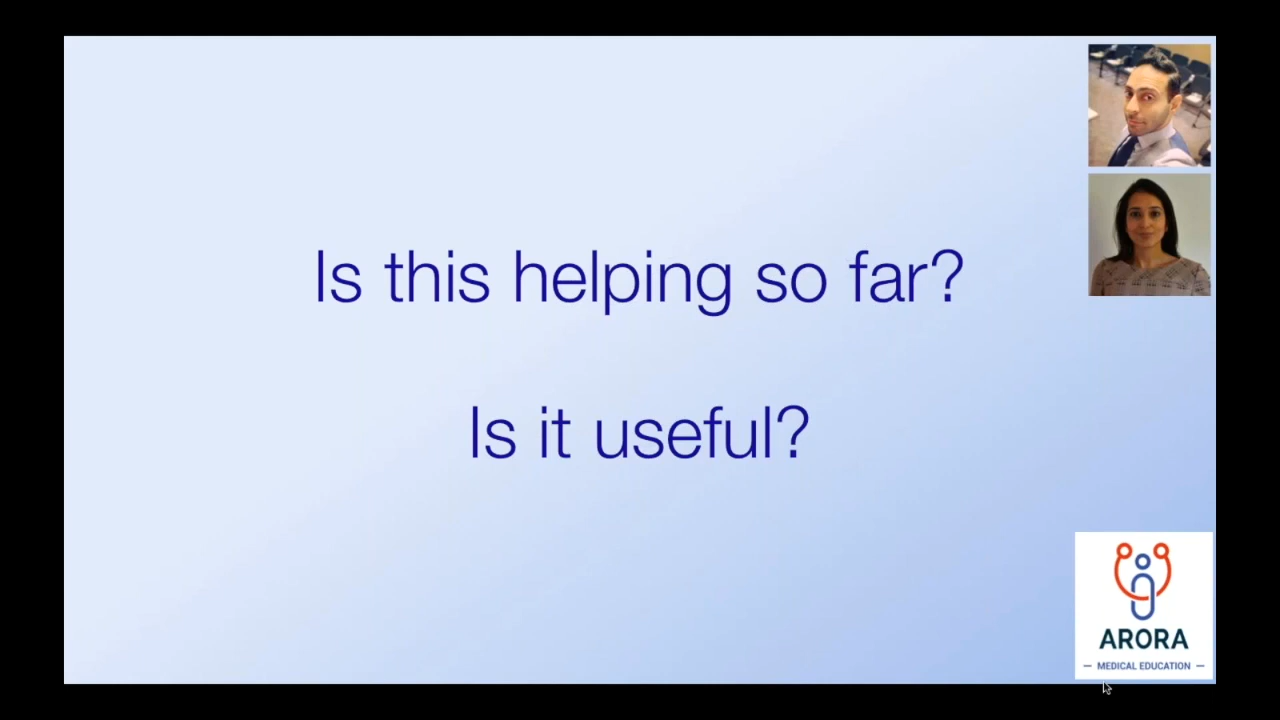 Is this helping so far?
Is it useful?
ARORA
— MEDICAL EDUCATION —